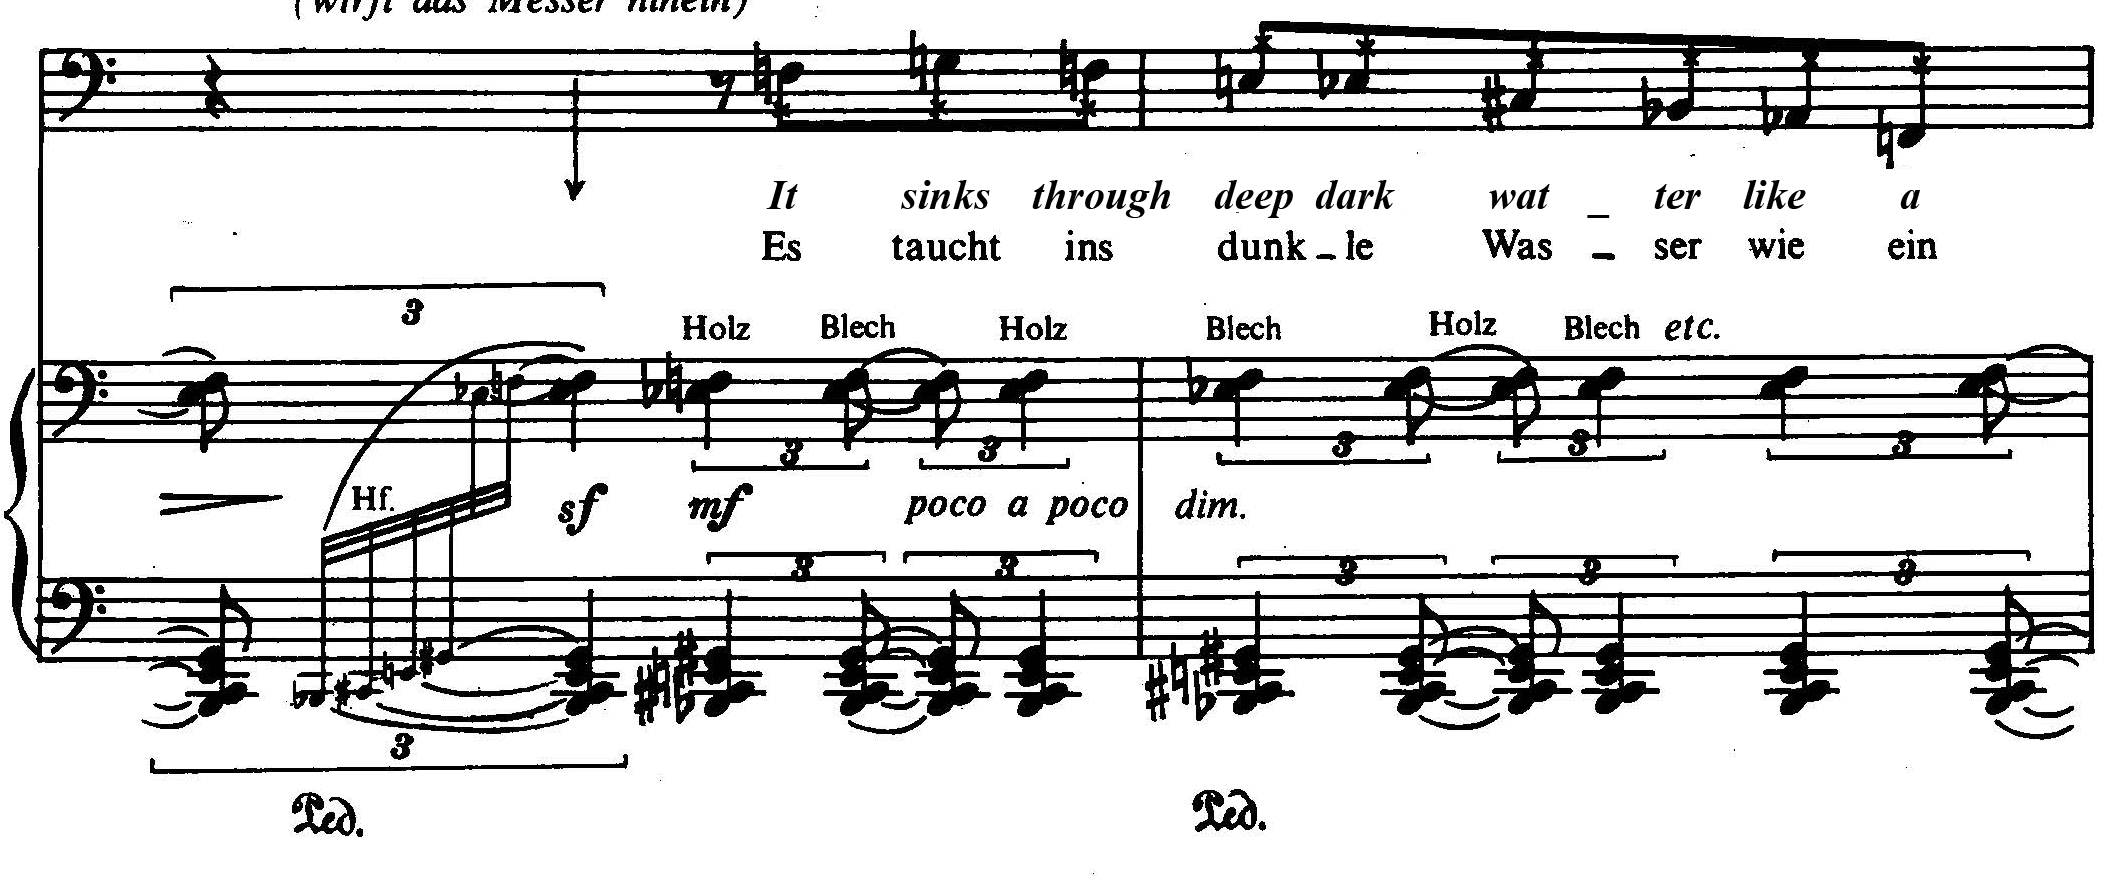 (wirft das Messer hinein)
It sinks through deep dark wat _ ter like a
Es taucht ins dunk _ le Was _ ser wie ein
3
Holz Blech Holz Blech Holz Blech etc.
3 3 3 3 3
Hf. sf mf poco a poco dim.
3 3 3 3 3
3
Ped. Ped.